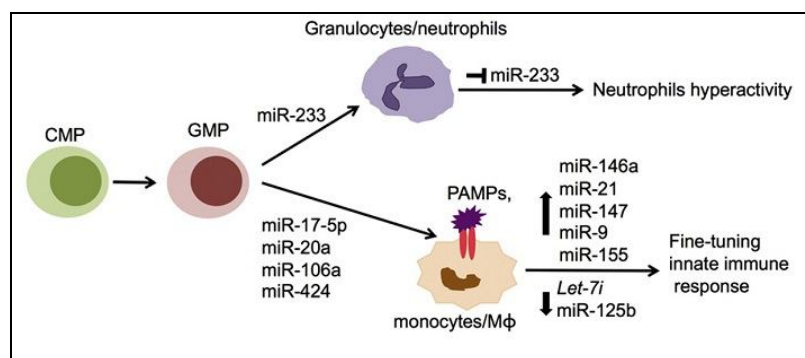 Granulocytes/neutrophils
miR-233
Neutrophils hyperactivity
miR-233
CMP
GMP
miR-17-5p
miR-20a
miR-106a
miR-424
PAMPs,
monocytes/Mϕ
miR-146a
miR-21
miR-147
miR-9
miR-155
Let-7i
miR-125b
Fine-tuning
innate immune
response